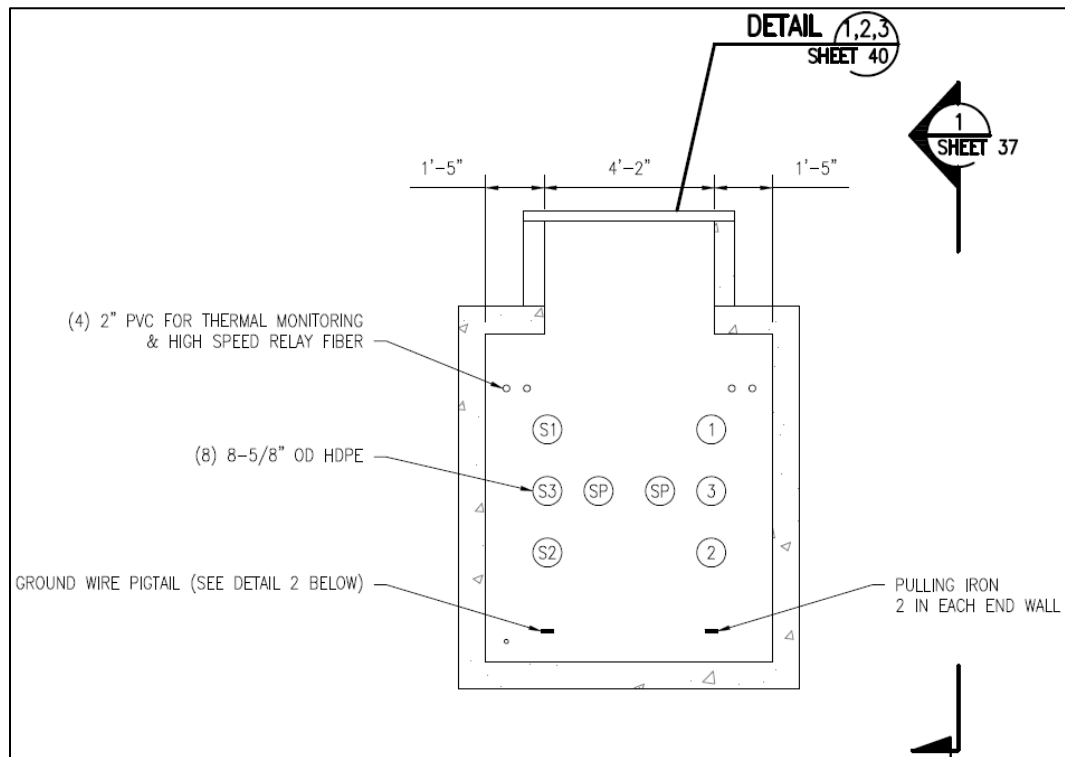 DETAIL 1,2,3
SHEET 40
1
SHEET 37
1'-5"
4'-2"
1'-5"
(4) 2" PVC FOR THERMAL MONITORING
& HIGH SPEED RELAY FIBER
S1
1
(8) 8-5/8" OD HDPE
S3
SP
SP
3
S2
2
GROUND WIRE PIGTAIL (SEE DETAIL 2 BELOW)
PULLING IRON
2 IN EACH END WALL